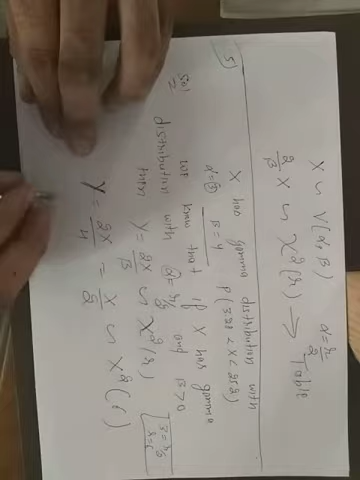 X ~ Γ(α, β) α = r/2
2/β X ~ χ²(r) → Table
5) X has gamma distribution with
α = 3 β = 4 P(3.28 < X < 25.2)
Sol) we know that if X has gamma
distribution with α = r/2 and β > 0
then Y = 2X/β ~ χ²(r)
Y = 2X/4 = X/2 ~ χ²( )